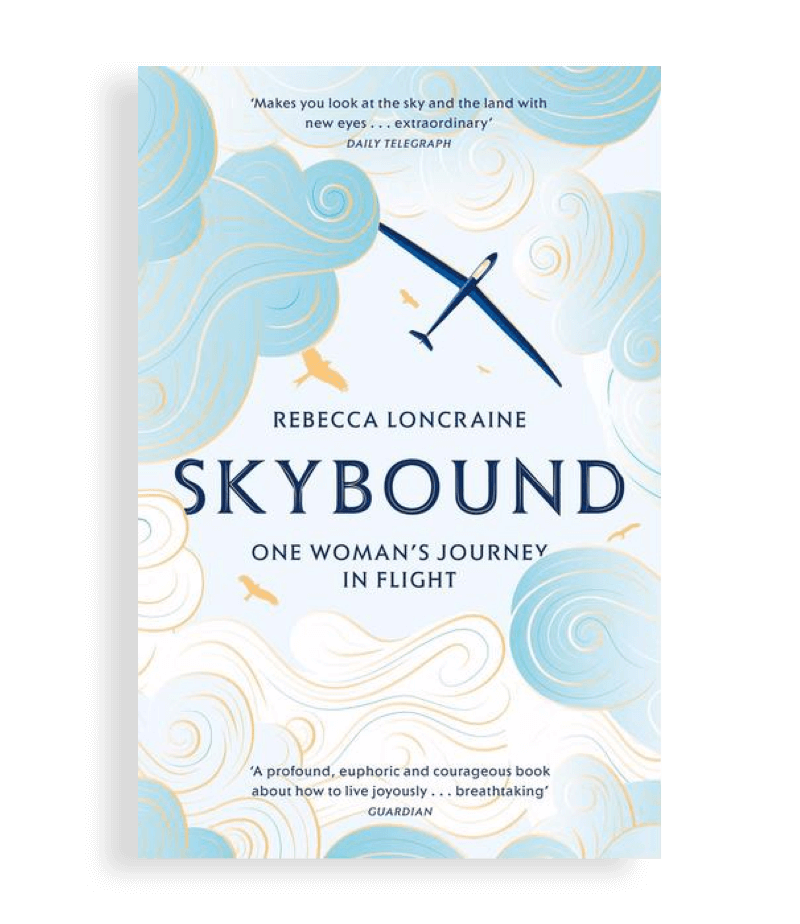 ‘Makes you look at the sky and the land with
new eyes . . . extraordinary’
DAILY TELEGRAPH
REBECCA LONCRAINE
SKYBOUND
ONE WOMAN’S JOURNEY
IN FLIGHT
‘A profound, euphoric and courageous book
about how to live joyously . . . breathtaking’
GUARDIAN